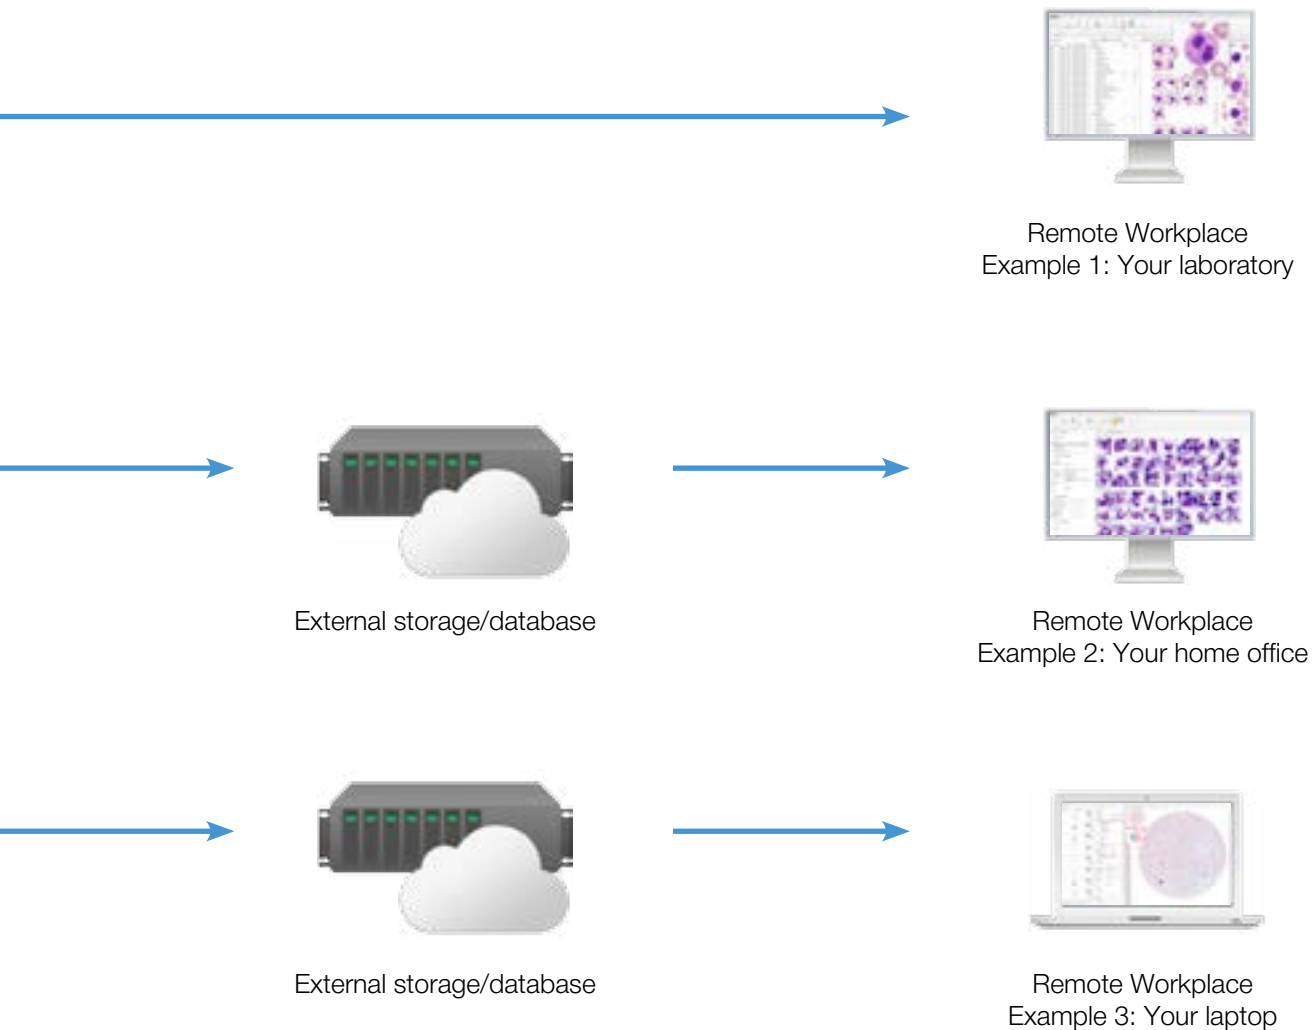 Remote Workplace
Example 1: Your laboratory
External storage/database
Remote Workplace
Example 2: Your home office
External storage/database
Remote Workplace
Example 3: Your laptop